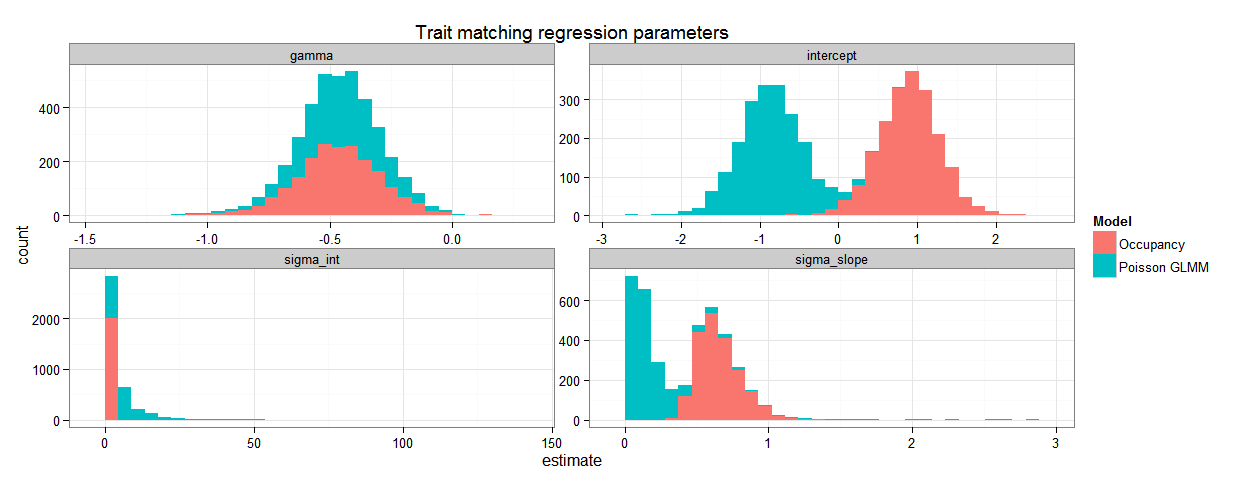 Trait matching regression parameters
gamma
intercept
400
200
0
-1.5 -1.0 -0.5 0.0
300
200
100
0
-3 -2 -1 0 1 2
sigma_int
sigma_slope
2000
1000
0
0 50 100 150
600
400
200
0
0 1 2 3
count
estimate
Model
Occupancy
Poisson GLMM